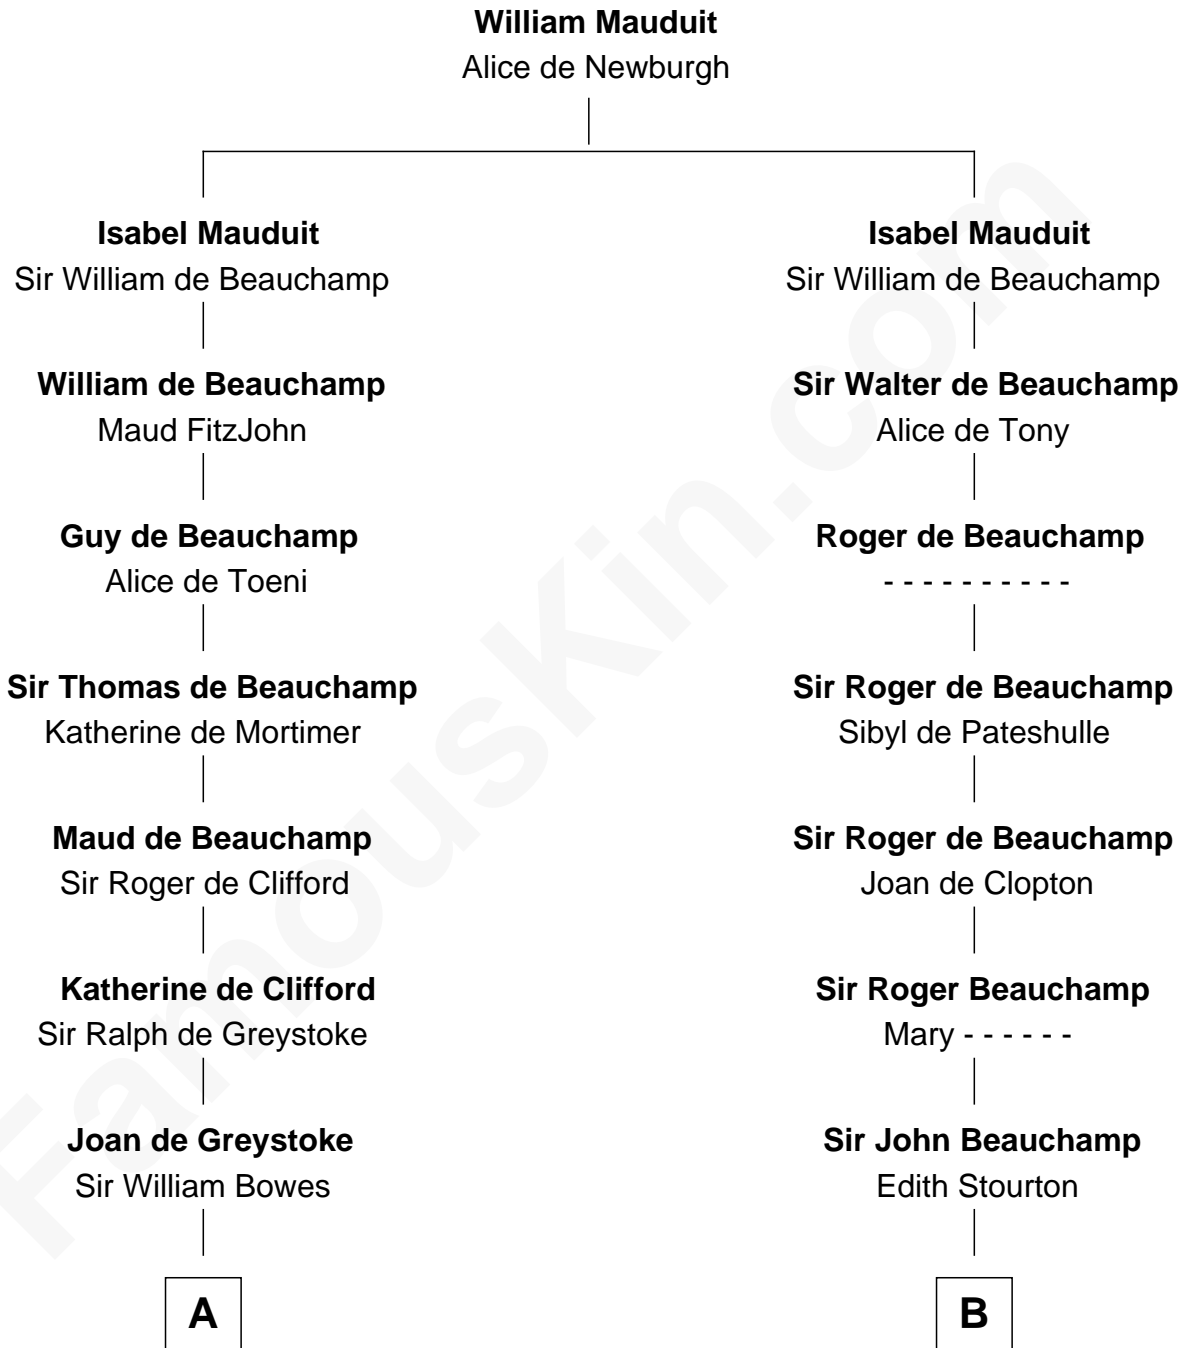 William Mauduit
Alice de Newburgh
Isabel Mauduit
Sir William de Beauchamp
William de Beauchamp
Maud FitzJohn
Guy de Beauchamp
Alice de Toeni
Sir Thomas de Beauchamp
Katherine de Mortimer
Maud de Beauchamp
Sir Roger de Clifford
Katherine de Clifford
Sir Ralph de Greystoke
Joan de Greystoke
Sir William Bowes
A
Isabel Mauduit
Sir William de Beauchamp
Sir Walter de Beauchamp
Alice de Tony
Roger de Beauchamp
- - - - - - - - - -
Sir Roger de Beauchamp
Sibyl de Pateshulle
Sir Roger de Beauchamp
Joan de Clopton
Sir Roger Beauchamp
Mary - - - - - -
Sir John Beauchamp
Edith Stourton
B
FamousKin.com